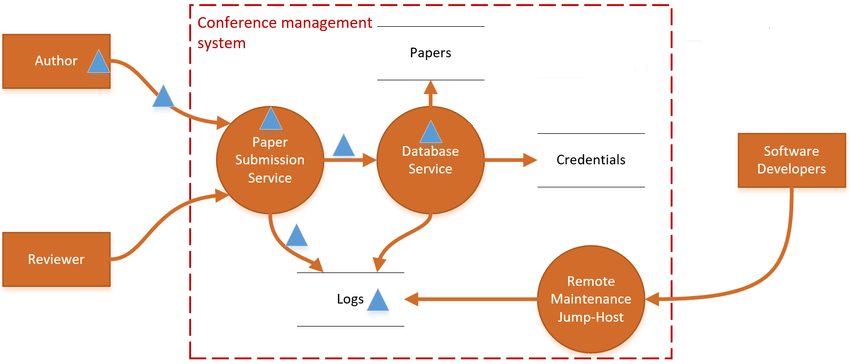 Conference management
system
Papers
Author
Paper
Submission
Service
Database
Service
Credentials
Software
Developers
Reviewer
Logs
Remote
Maintenance
Jump-Host